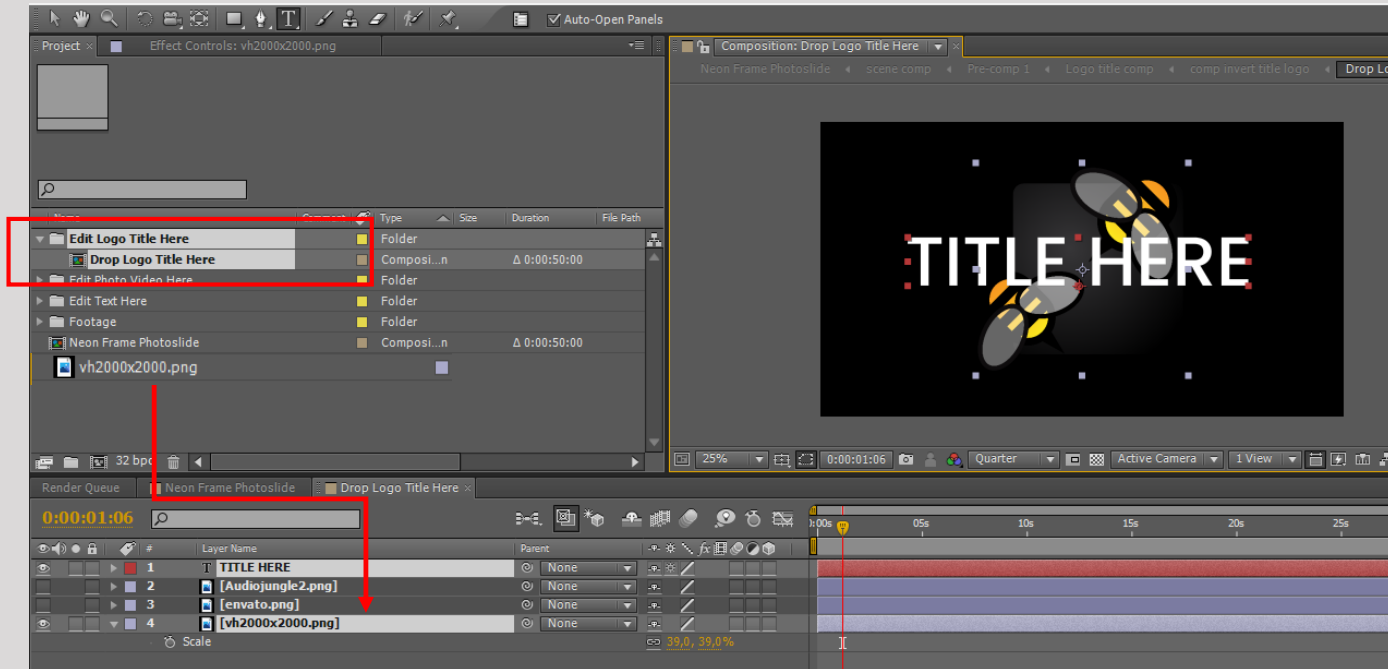 Auto-Open Panels
Project ×
Effect Controls: vh2000x2000.png
Composition: Drop Logo Title Here
Neon Frame Photoslide
scene comp
Pre-comp 1
Logo title comp
comp invert title logo
Drop Lo
Name
Comment
Type
Size
Duration
File Path
Edit Logo Title Here
Folder
Drop Logo Title Here
Composi...n
Δ 0:00:50:00
Edit Photo Video Here
Folder
Edit Text Here
Folder
Footage
Folder
Neon Frame Photoslide
Composi...n
Δ 0:00:50:00
vh2000x2000.png
TITLE HERE
32 bpc
25%
0:00:01:06
Quarter
Active Camera
1 View
Render Queue
Neon Frame Photoslide
Drop Logo Title Here ×
0:00:01:06
00s
05s
10s
15s
20s
25s
#
Layer Name
Parent
fx
1
T
TITLE HERE
None
2
[Audiojungle2.png]
None
3
[envato.png]
None
4
[vh2000x2000.png]
None
Scale
39,0, 39,0%